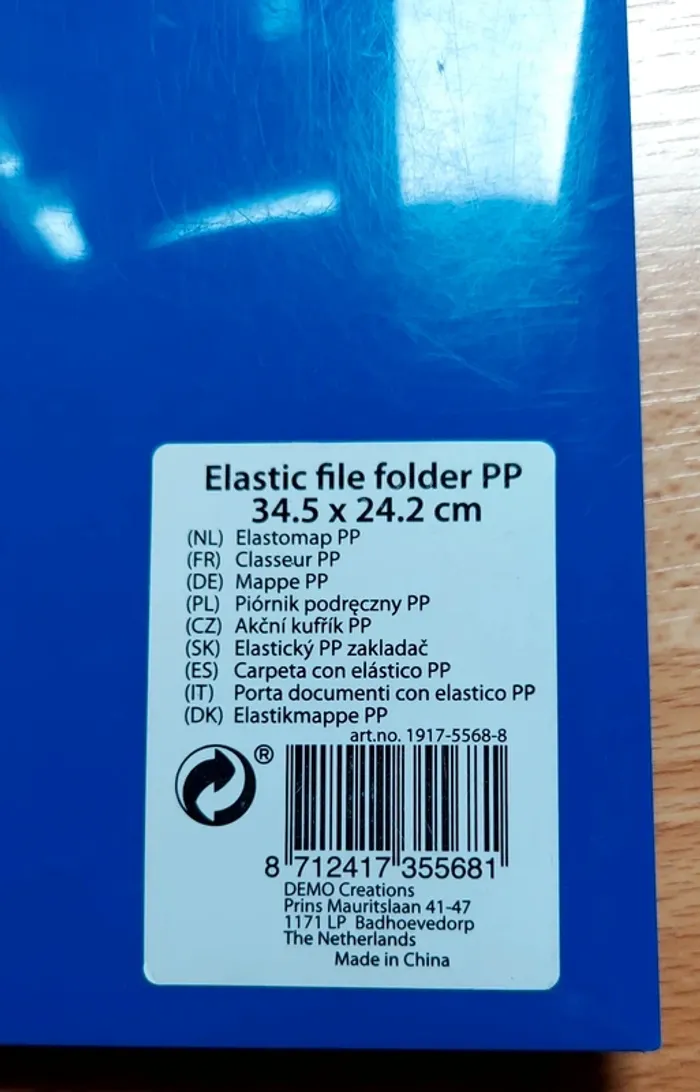 Elastic file folder PP
34.5 x 24.2 cm
(NL) Elastomap PP
(FR) Classeur PP
(DE) Mappe PP
(PL) Piórnik podręczny PP
(CZ) Akční kufřík PP
(SK) Elastický PP zakladač
(ES) Carpeta con elástico PP
(IT) Porta documenti con elastico PP
(DK) Elastikmappe PP
art.no. 1917-5568-8
®
8 712417 355681
DEMO Creations
Prins Mauritslaan 41-47
1171 LP Badhoevedorp
The Netherlands
Made in China